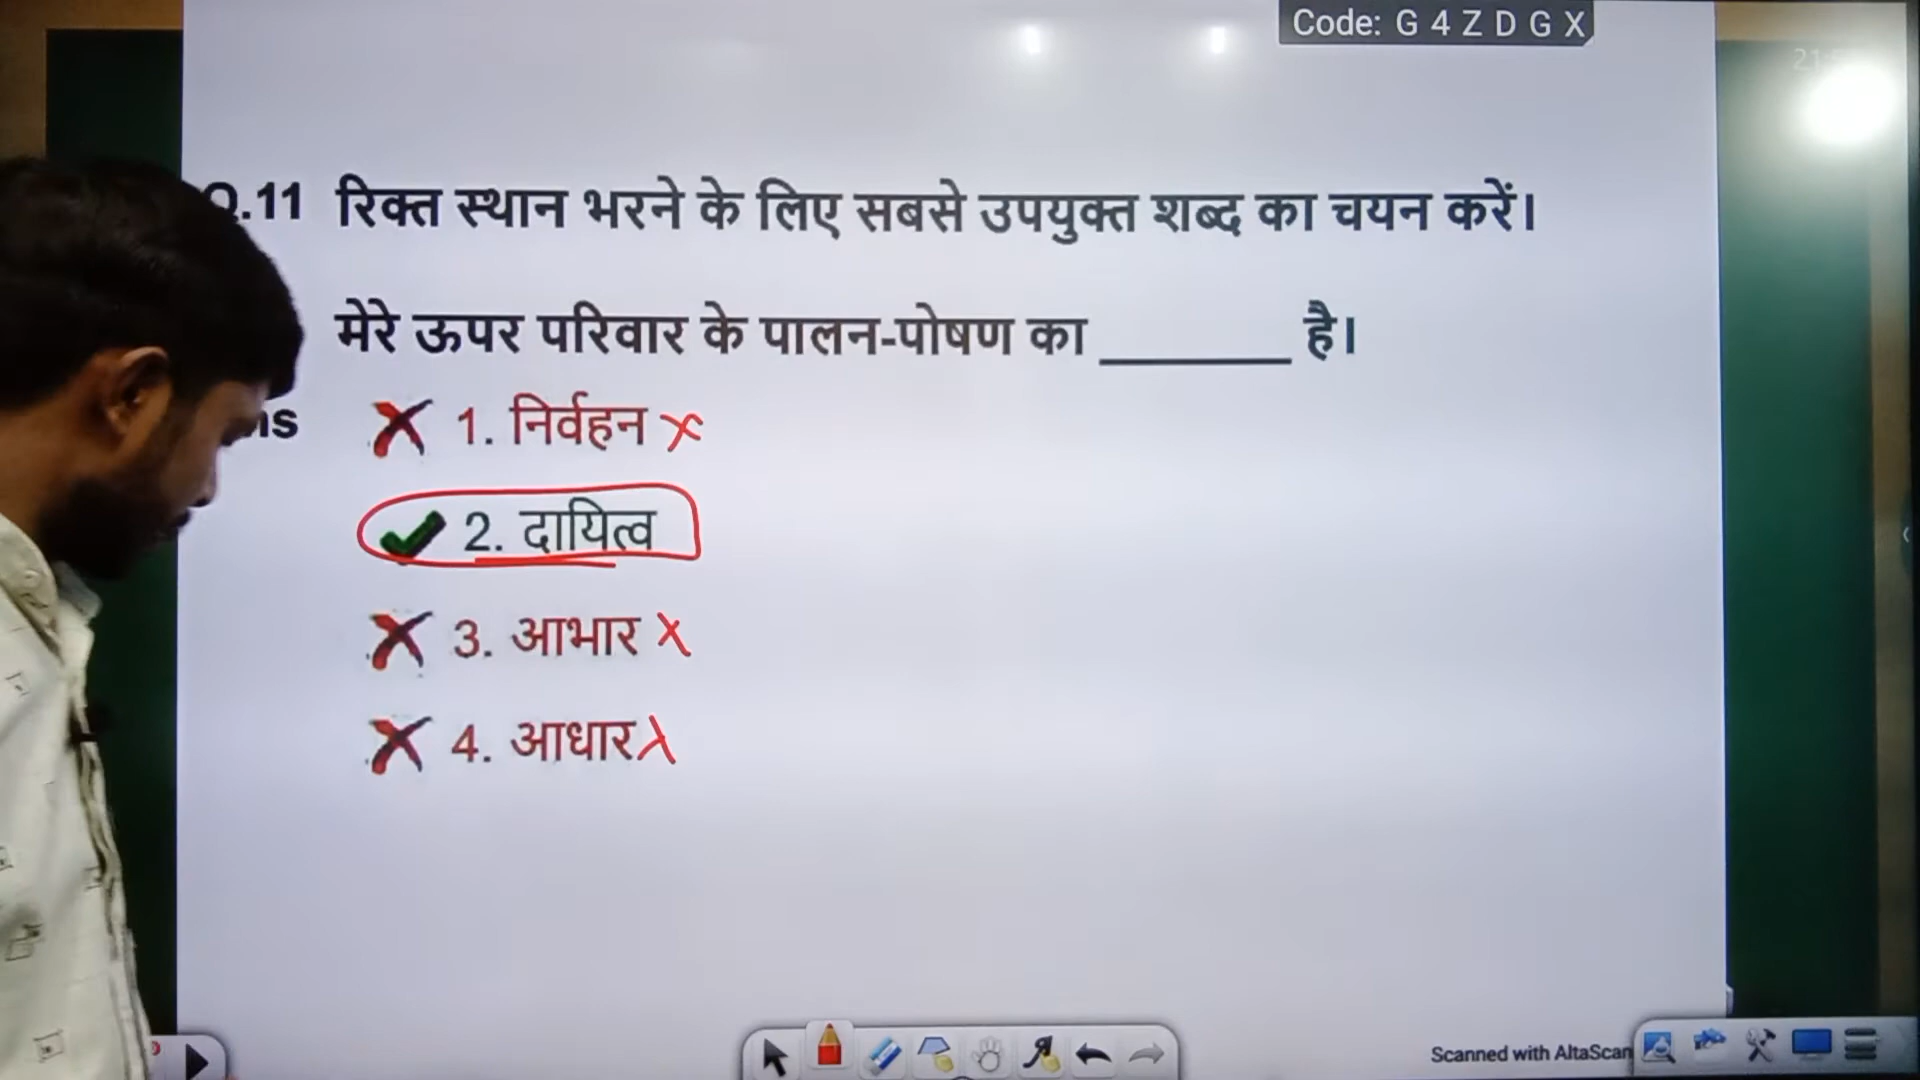 Code: G 4 Z D G X
Q.11 रिक्त स्थान भरने के लिए सबसे उपयुक्त शब्द का चयन करें।
मेरे ऊपर परिवार के पालन-पोषण का ________ है।
1. निर्वहन
2. दायित्व
3. आभार
4. आधार
Scanned with AltaScan